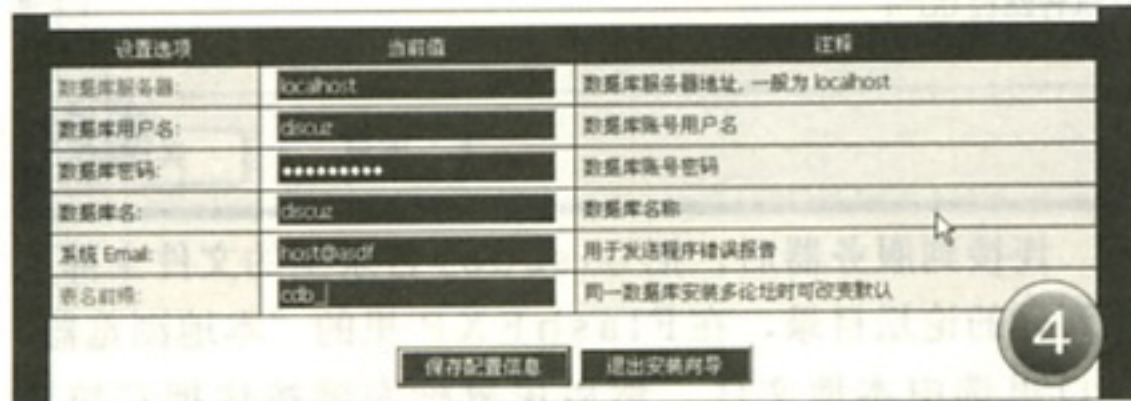 设置选项 当前值 注释
数据库服务器: localhost 数据库服务器地址, 一般为 localhost
数据库用户名: discuz 数据库账号用户名
数据库密码: ●●●●●●●●● 数据库账号密码
数据库名: discuz 数据库名称
系统 Email: host@asdf 用于发送程序错误报告
表名前缀: cdb_ 同一数据库安装多论坛时可改变默认
保存配置信息 退出安装向导
4